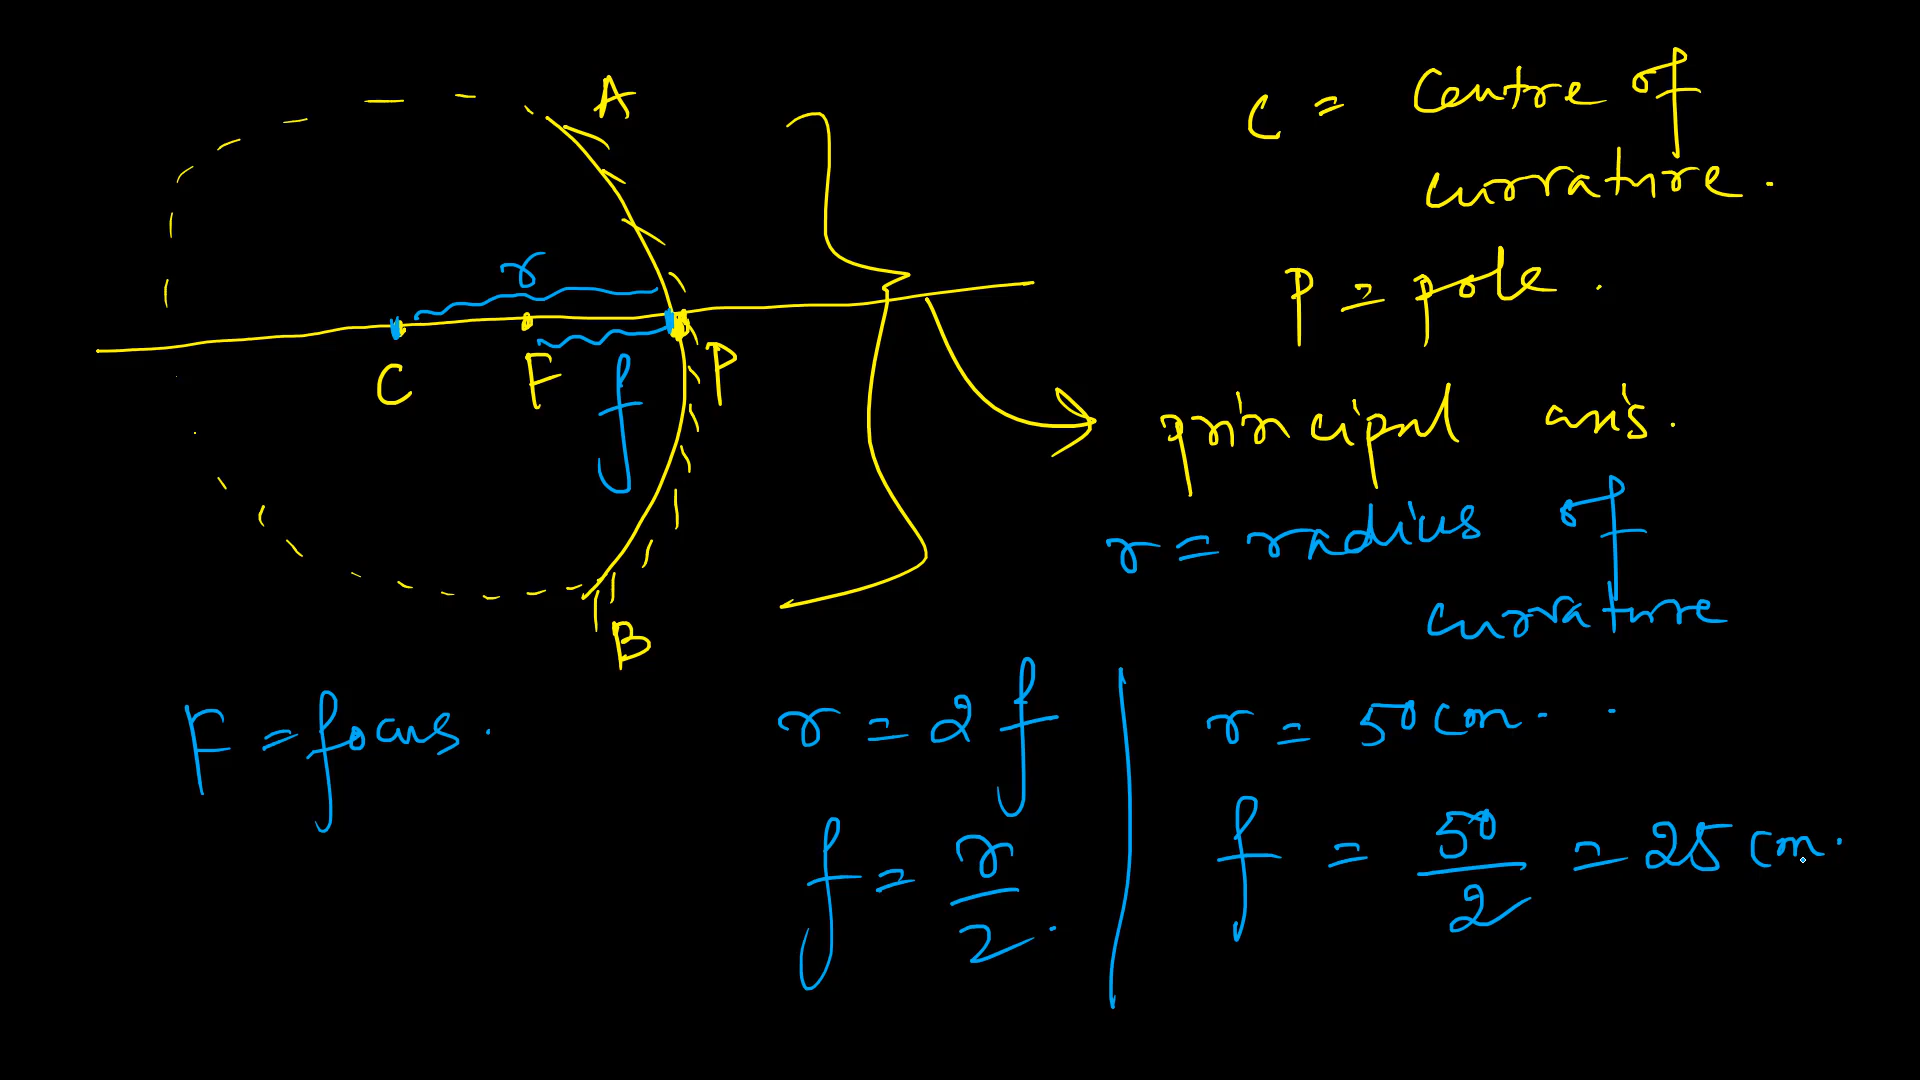 A
C = Centre of
curvature.
r
P = pole.
C
F
f
P
principal axis.
r = radius of
curvature
B
F = focus.
r = 2f
r = 50 cm.
f = r/2.
f = 50/2 = 25 cm.